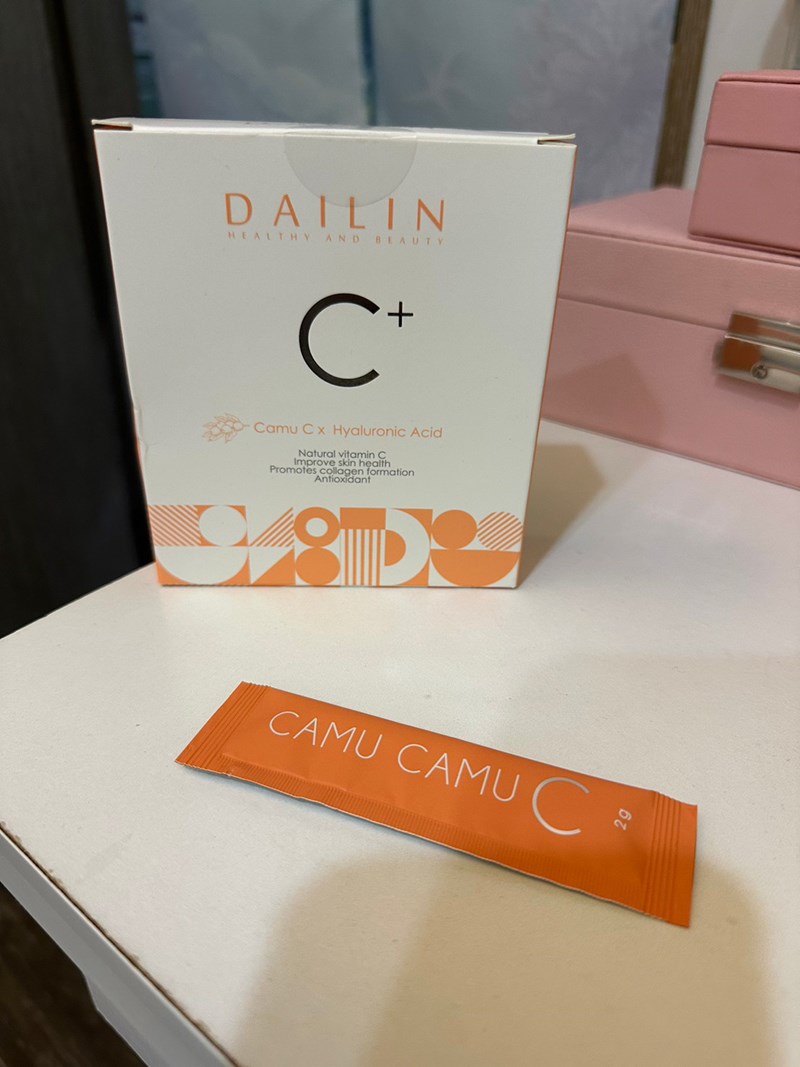 DAILIN
HEALTHY AND BEAUTY
C+
Camu C x Hyaluronic Acid
Natural vitamin C
Improve skin health
Promotes collagen formation
Antioxidant
CAMU CAMU C 2g